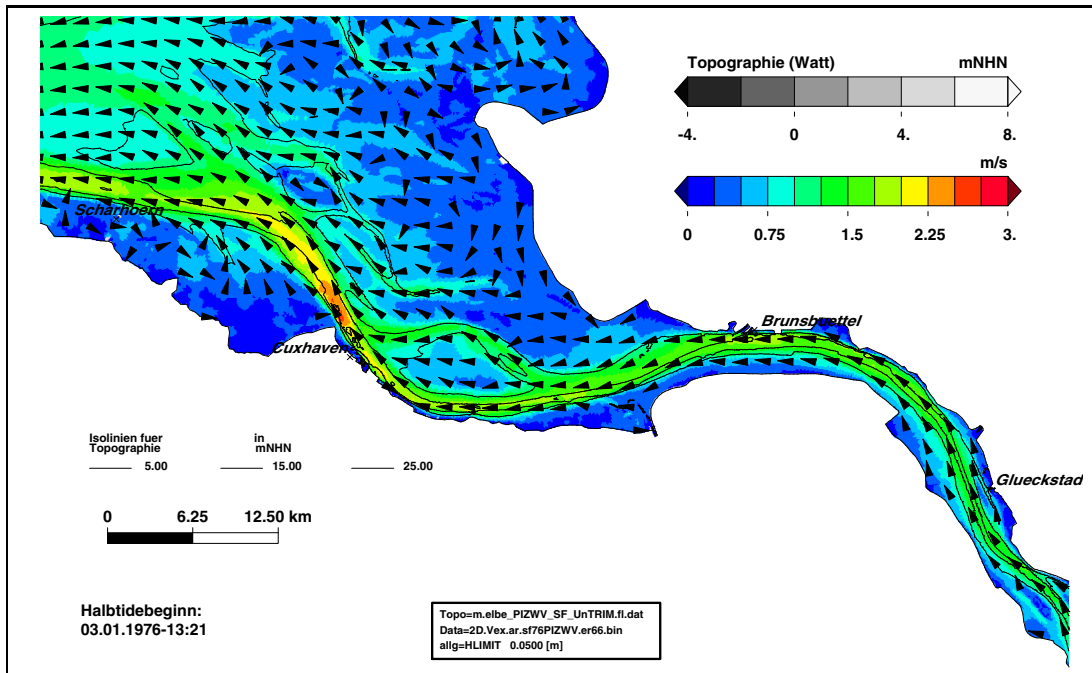 Topographie (Watt) mNHN
-4. 0 4. 8.
m/s
0 0.75 1.5 2.25 3.
Scharhoern
Brunsbuettel
Cuxhaven
Glueckstad
Isolinien fuer in
Topographie mNHN
5.00 15.00 25.00
0 6.25 12.50 km
Halbtidebeginn:
03.01.1976-13:21
Topo=m.elbe_PIZWV_SF_UnTRIM.fl.dat
Data=2D.Vex.ar.sf76PIZWV.er66.bin
allg=HLIMIT 0.0500 [m]